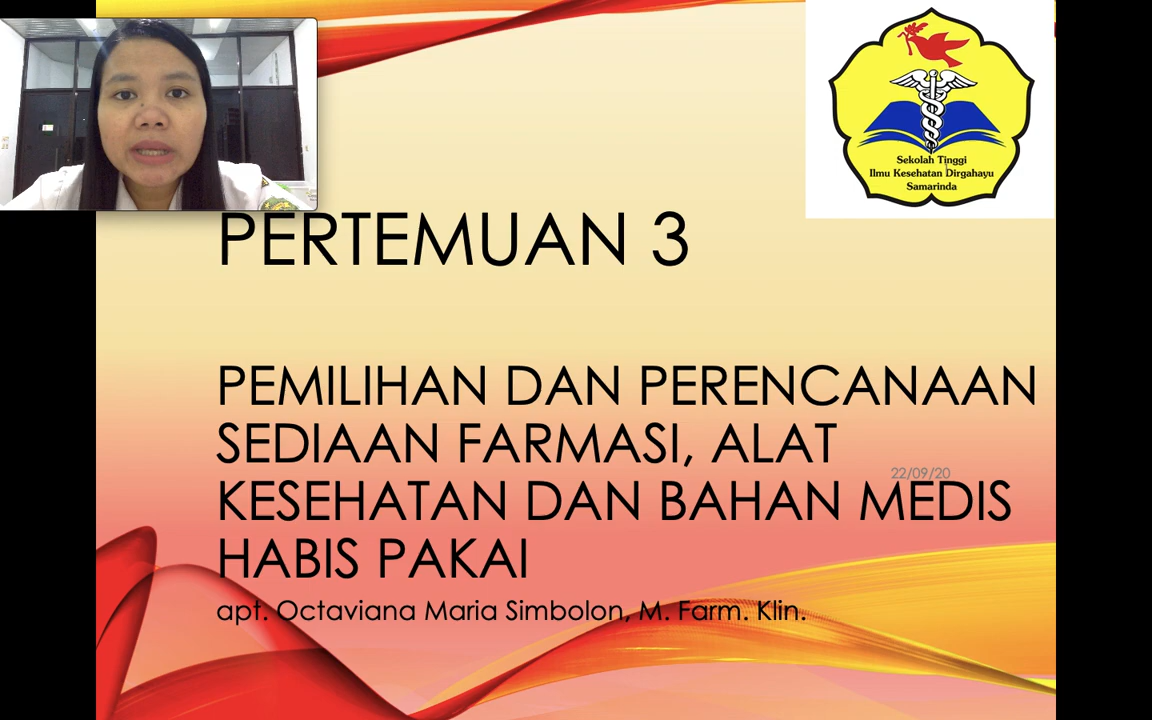 Sekolah Tinggi
Ilmu Kesehatan Dirgahayu
Samarinda
PERTEMUAN 3
PEMILIHAN DAN PERENCANAAN
SEDIAAN FARMASI, ALAT
22/09/20
KESEHATAN DAN BAHAN MEDIS
HABIS PAKAI
apt. Octaviana Maria Simbolon, M. Farm. Klin.